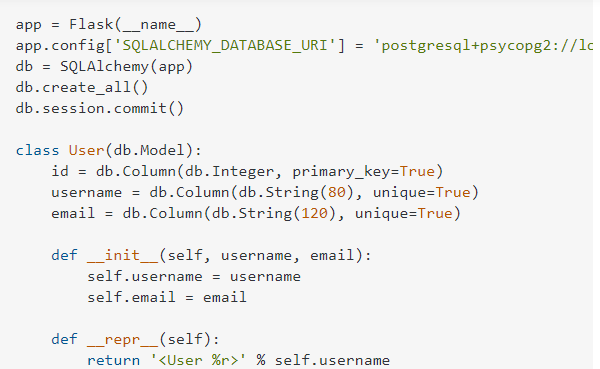 app = Flask(__name__)
app.config['SQLALCHEMY_DATABASE_URI'] = 'postgresql+psycopg2://lo
db = SQLAlchemy(app)
db.create_all()
db.session.commit()

class User(db.Model):
    id = db.Column(db.Integer, primary_key=True)
    username = db.Column(db.String(80), unique=True)
    email = db.Column(db.String(120), unique=True)

    def __init__(self, username, email):
        self.username = username
        self.email = email

    def __repr__(self):
        return '<User %r>' % self.username